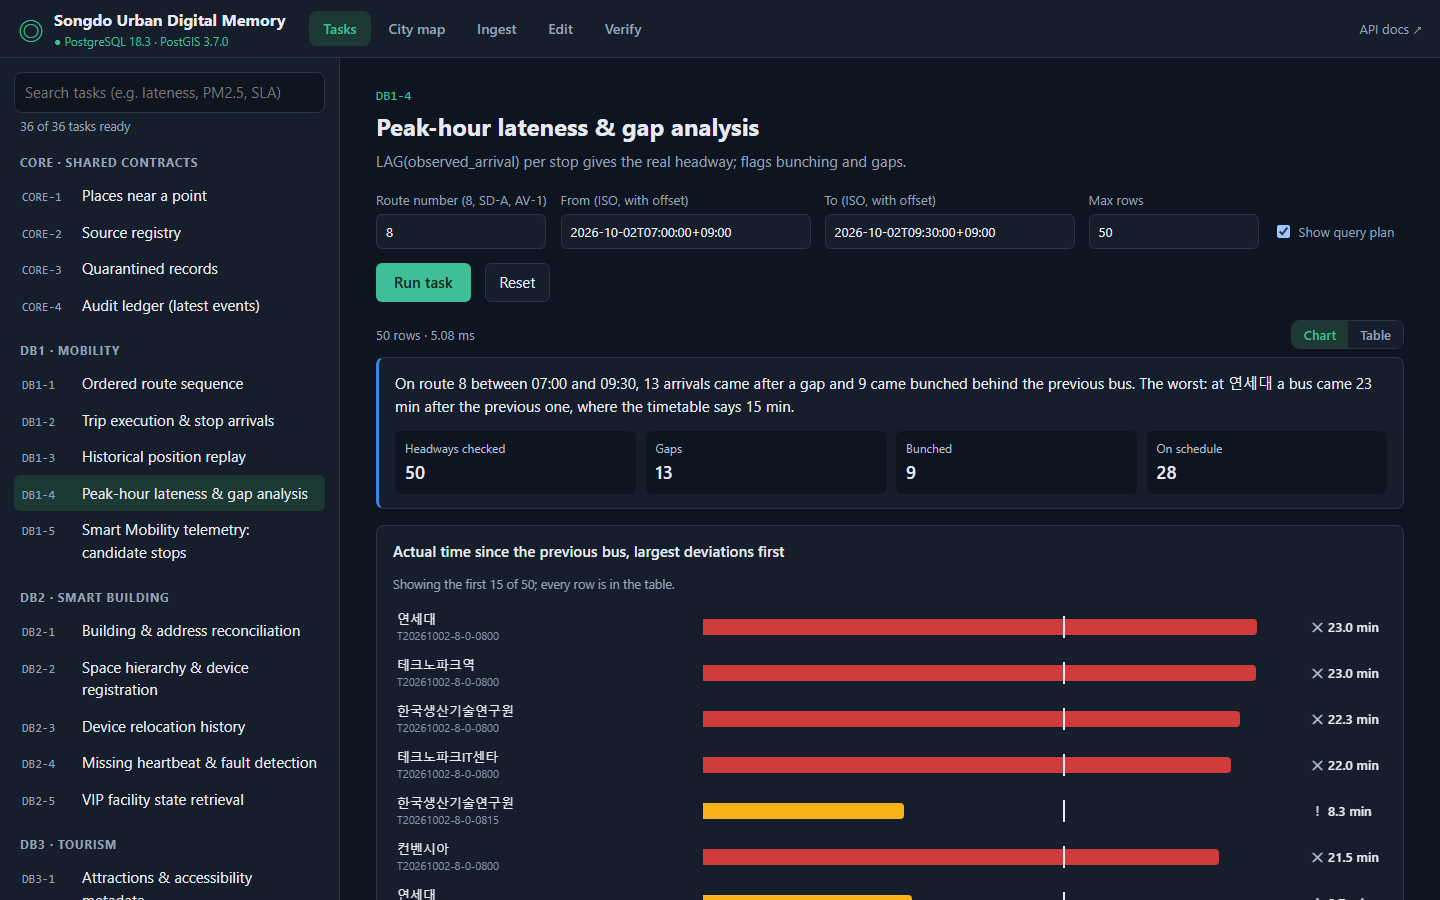 Songdo Urban Digital Memory
● PostgreSQL 18.3 · PostGIS 3.7.0
Tasks
City map
Ingest
Edit
Verify
API docs ↗
Search tasks (e.g. lateness, PM2.5, SLA)
36 of 36 tasks ready
CORE · SHARED CONTRACTS
CORE-1 Places near a point
CORE-2 Source registry
CORE-3 Quarantined records
CORE-4 Audit ledger (latest events)
DB1 · MOBILITY
DB1-1 Ordered route sequence
DB1-2 Trip execution & stop arrivals
DB1-3 Historical position replay
DB1-4 Peak-hour lateness & gap analysis
DB1-5 Smart Mobility telemetry:
candidate stops
DB2 · SMART BUILDING
DB2-1 Building & address reconciliation
DB2-2 Space hierarchy & device
registration
DB2-3 Device relocation history
DB2-4 Missing heartbeat & fault detection
DB2-5 VIP facility state retrieval
DB3 · TOURISM
DB3-1 Attractions & accessibility
metadata
DB1-4
Peak-hour lateness & gap analysis
LAG(observed_arrival) per stop gives the real headway; flags bunching and gaps.
Route number (8, SD-A, AV-1)
8
From (ISO, with offset)
2026-10-02T07:00:00+09:00
To (ISO, with offset)
2026-10-02T09:30:00+09:00
Max rows
50
Show query plan
Run task
Reset
50 rows · 5.08 ms
Chart
Table
On route 8 between 07:00 and 09:30, 13 arrivals came after a gap and 9 came bunched behind the previous bus. The worst: at 연세대 a bus came 23
min after the previous one, where the timetable says 15 min.
Headways checked
50
Gaps
13
Bunched
9
On schedule
28
Actual time since the previous bus, largest deviations first
Showing the first 15 of 50; every row is in the table.
연세대
T20261002-8-0-0800
✕ 23.0 min
테크노파크역
T20261002-8-0-0800
✕ 23.0 min
한국생산기술연구원
T20261002-8-0-0800
✕ 22.3 min
테크노파크IT센타
T20261002-8-0-0800
✕ 22.0 min
한국생산기술연구원
T20261002-8-0-0815
! 8.3 min
컨벤시아
T20261002-8-0-0800
✕ 21.5 min
연세대